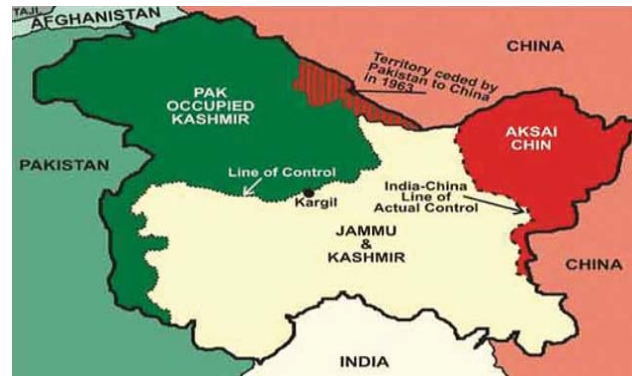 TAJI.
AFGHANISTAN
CHINA
Territory ceded by
Pakistan to China
in 1963
PAK
OCCUPIED
KASHMIR
AKSAI
CHIN
PAKISTAN
Line of Control
India-China
Line of
Actual Control
Kargil
JAMMU
&
KASHMIR
CHINA
INDIA